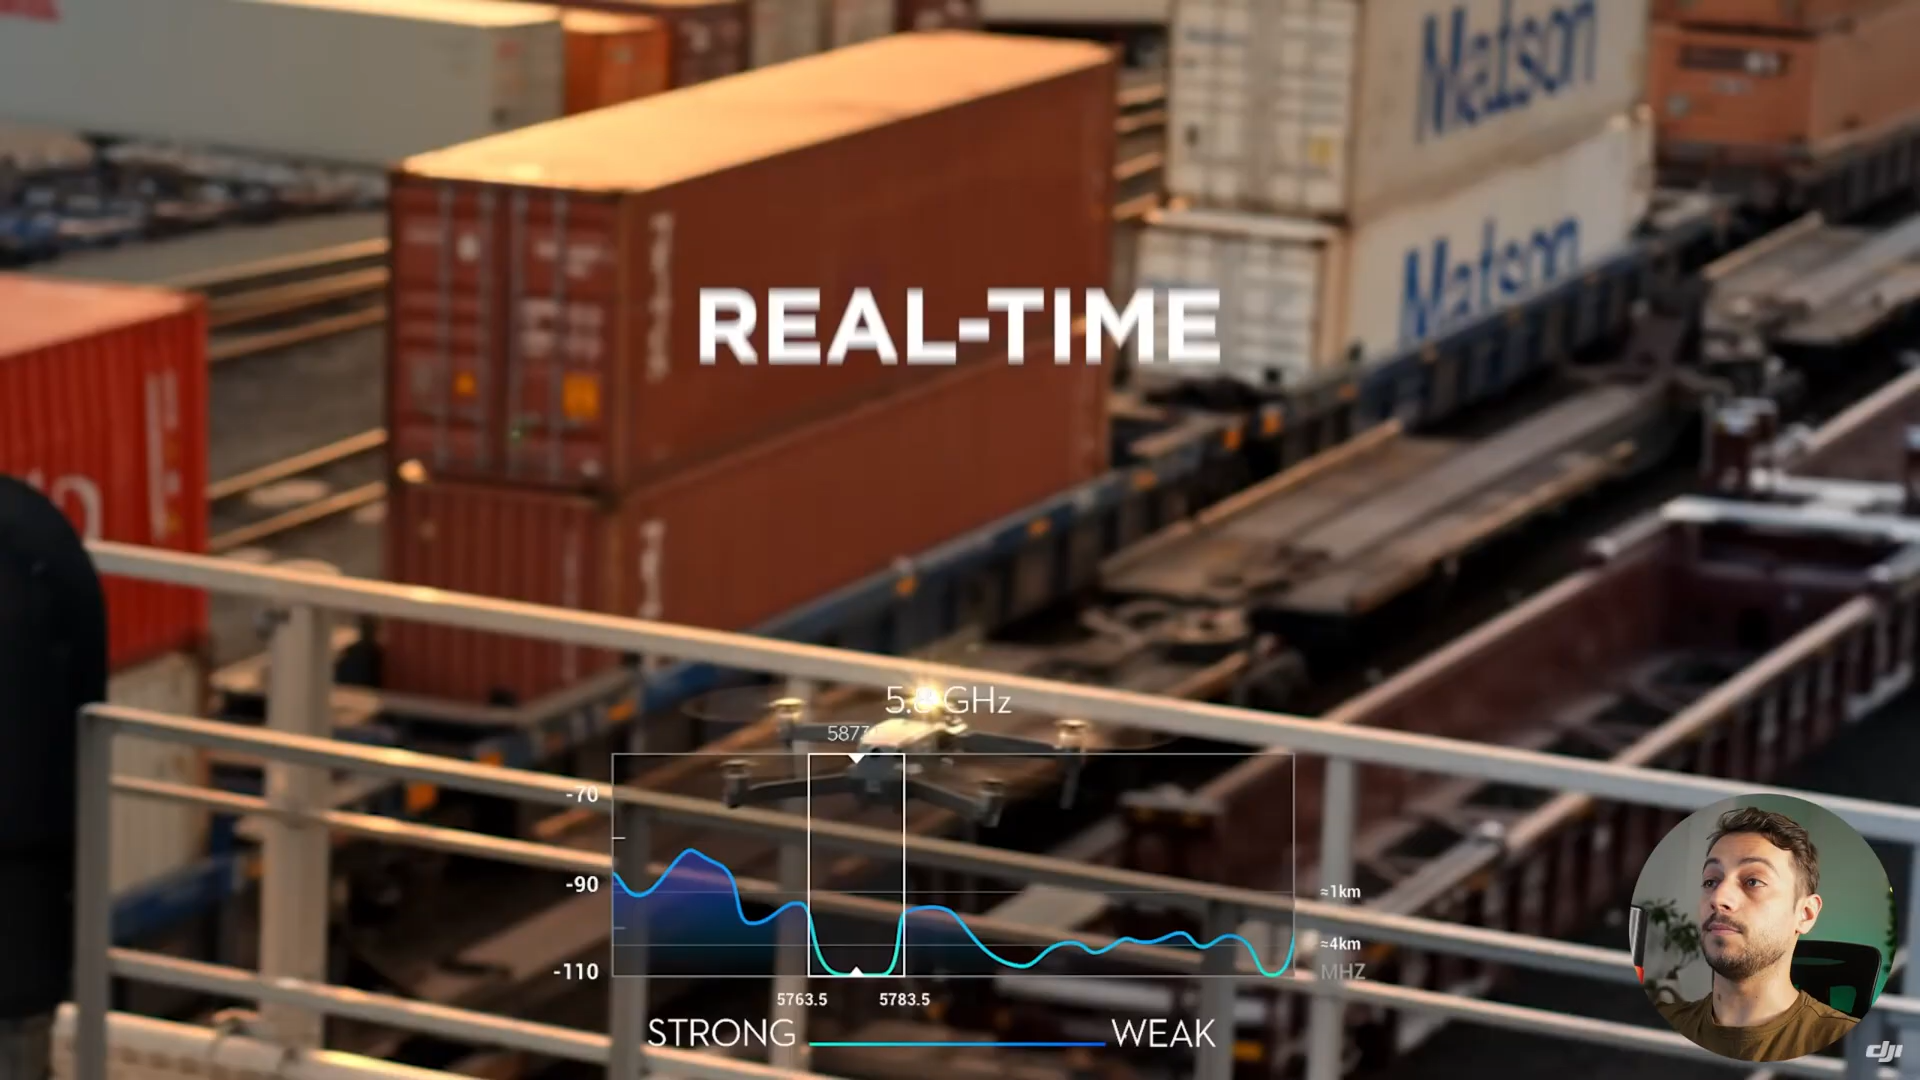 Matson
Matson
REAL-TIME
GHz
-70
-90
-110
≈1km
≈4km
MHZ
5763.5
5783.5
STRONG
WEAK
dji